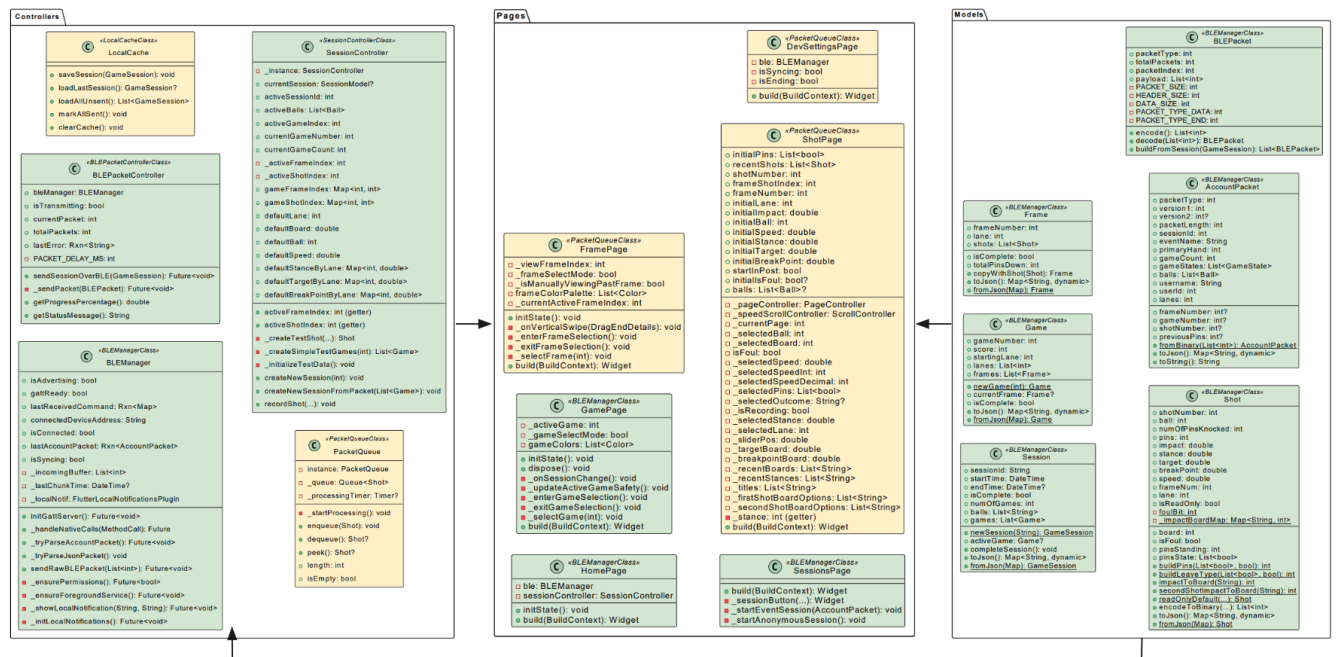 Controllers
«LocalCacheClass»
LocalCache
saveSession(GameSession): void
loadLastSession(): GameSession?
loadAllUnsent(): List<GameSession>
markAllSent(): void
clearCache(): void
«BLEPacketControllerClass»
BLEPacketController
bleManager: BLEManager
isTransmitting: bool
currentPacket: int
totalPackets: int
lastError: Rxn<String>
PACKET_DELAY_MS: int
sendSessionOverBLE(GameSession): Future<void>
_sendPacket(BLEPacket): Future<void>
getProgressPercentage(): double
getStatusMessage(): String
«BLEManagerClass»
BLEManager
isAdvertising: bool
gattReady: bool
lastReceivedCommand: Rxn<Map>
connectedDeviceAddress: String
isConnected: bool
lastAccountPacket: Rxn<AccountPacket>
isSyncing: bool
_incomingBuffer: List<int>
_lastChunkTime: DateTime?
_localNotif: FlutterLocalNotificationsPlugin
initGattServer(): Future<void>
_handleNativeCalls(MethodCall): Future
_tryParseAccountPacket(): Future<void>
_tryParseJsonPacket(): void
sendRawBLEPacket(List<int>): Future<void>
_ensurePermissions(): Future<bool>
_ensureForegroundService(): Future<void>
_showLocalNotification(String, String): Future<void>
_initLocalNotifications(): Future<void>
«SessionControllerClass»
SessionController
_instance: SessionController
currentSession: SessionModel?
activeSessionId: int
activeBalls: List<Ball>
activeGameIndex: int
currentGameNumber: int
currentGameCount: int
_activeFrameIndex: int
_activeShotIndex: int
gameFrameIndex: Map<int, int>
gameShotIndex: Map<int, int>
defaultLane: int
defaultBoard: double
defaultBall: int
defaultSpeed: double
defaultStanceByLane: Map<int, double>
defaultTargetByLane: Map<int, double>
defaultBreakPointByLane: Map<int, double>
activeFrameIndex: int (getter)
activeShotIndex: int (getter)
_createTestShot(...): Shot
_createSimpleTestGames(int): List<Game>
_initializeTestData(): void
createNewSession(int): void
createNewSessionFromPacket(List<Game>): void
recordShot(...): void
«PacketQueueClass»
PacketQueue
instance: PacketQueue
_queue: Queue<Shot>
_processingTimer: Timer?
_startProcessing(): void
enqueue(Shot): void
dequeue(): Shot?
peek(): Shot?
length: int
isEmpty: bool
Pages
«PacketQueueClass»
DevSettingsPage
ble: BLEManager
isSyncing: bool
isEnding: bool
build(BuildContext): Widget
«PacketQueueClass»
FramePage
_viewFrameIndex: int
_frameSelectMode: bool
_isManuallyViewingPastFrame: bool
frameColorPalette: List<Color>
_currentActiveFrameIndex: int
initState(): void
_onVerticalSwipe(DragEndDetails): void
_enterFrameSelection(): void
_exitFrameSelection(): void
_selectFrame(int): void
build(BuildContext): Widget
«BLEManagerClass»
GamePage
_activeGame: int
_gameSelectMode: bool
gameColors: List<Color>
initState(): void
dispose(): void
_onSessionChange(): void
_updateActiveGameSafety(): void
_enterGameSelection(): void
_exitGameSelection(): void
_selectGame(int): void
build(BuildContext): Widget
«BLEManagerClass»
HomePage
ble: BLEManager
sessionController: SessionController
initState(): void
build(BuildContext): Widget
«PacketQueueClass»
ShotPage
initialPins: List<bool>
recentShots: List<Shot>
shotNumber: int
frameShotIndex: int
frameNumber: int
initialLane: int
initialImpact: double
initialBall: int
initialSpeed: double
initialStance: double
initialTarget: double
initialBreakPoint: double
startInPost: bool
initialIsFoul: bool?
balls: List<Ball>?
_pageController: PageController
_speedScrollController: ScrollController
_currentPage: int
_selectedBall: int
_selectedBoard: int
isFoul: bool
_selectedSpeed: double
_selectedSpeedInt: int
_selectedSpeedDecimal: int
_selectedPins: List<bool>
_selectedOutcome: String?
_isRecording: bool
_selectedStance: double
_selectedLane: int
_sliderPos: double
_targetBoard: double
_breakpointBoard: double
_recentBoards: List<String>
_recentStances: List<String>
_titles: List<String>
_firstShotBoardOptions: List<String>
_secondShotBoardOptions: List<String>
_stance: int (getter)
build(BuildContext): Widget
«BLEManagerClass»
SessionsPage
build(BuildContext): Widget
_sessionButton(...): Widget
_startEventSession(AccountPacket): void
_startAnonymousSession(): void
Models
«BLEManagerClass»
BLEPacket
packetType: int
totalPackets: int
packetIndex: int
payload: List<int>
PACKET_SIZE: int
HEADER_SIZE: int
DATA_SIZE: int
PACKET_TYPE_DATA: int
PACKET_TYPE_END: int
encode(): List<int>
decode(List<int>): BLEPacket
buildFromSession(GameSession): List<BLEPacket>
«BLEManagerClass»
Frame
frameNumber: int
lane: int
shots: List<Shot>
isComplete: bool
totalPinsDown: int
copyWithShot(Shot): Frame
toJson(): Map<String, dynamic>
fromJson(Map): Frame
«BLEManagerClass»
Game
gameNumber: int
score: int
startingLane: int
lanes: List<int>
frames: List<Frame>
newGame(int): Game
currentFrame: Frame?
isComplete: bool
toJson(): Map<String, dynamic>
fromJson(Map): Game
«BLEManagerClass»
Session
sessionId: String
startTime: DateTime
endTime: DateTime?
isComplete: bool
numOfGames: int
balls: List<String>
games: List<Game>
newSession(String): GameSession
activeGame: Game?
completeSession(): void
toJson(): Map<String, dynamic>
fromJson(Map): GameSession
«BLEManagerClass»
AccountPacket
packetType: int
version1: int
version2: int?
packetLength: int
sessionId: int
eventName: String
primaryHand: int
gameCount: int
gameStates: List<GameState>
balls: List<Ball>
username: String
userId: int
lanes: int
frameNumber: int?
gameNumber: int?
shotNumber: int?
previousPins: int?
fromBinary(List<int>): AccountPacket
toJson(): Map<String, dynamic>
toString(): String
«BLEManagerClass»
Shot
shotNumber: int
ball: int
numOfPinsKnocked: int
pins: int
impact: double
stance: double
target: double
breakPoint: double
speed: double
frameNum: int
lane: int
isReadOnly: bool
foulBit: int
_impactBoardMap: Map<String, int>
board: int
isFoul: bool
pinsStanding: int
pinsState: List<bool>
buildPins(List<bool>, bool): int
buildLeaveType(List<bool>, bool): int
impactToBoard(String): int
secondShotImpactToBoard(String): int
readOnlyDefault(...): Shot
encodeToBinary(...): List<int>
toJson(): Map<String, dynamic>
fromJson(Map): Shot